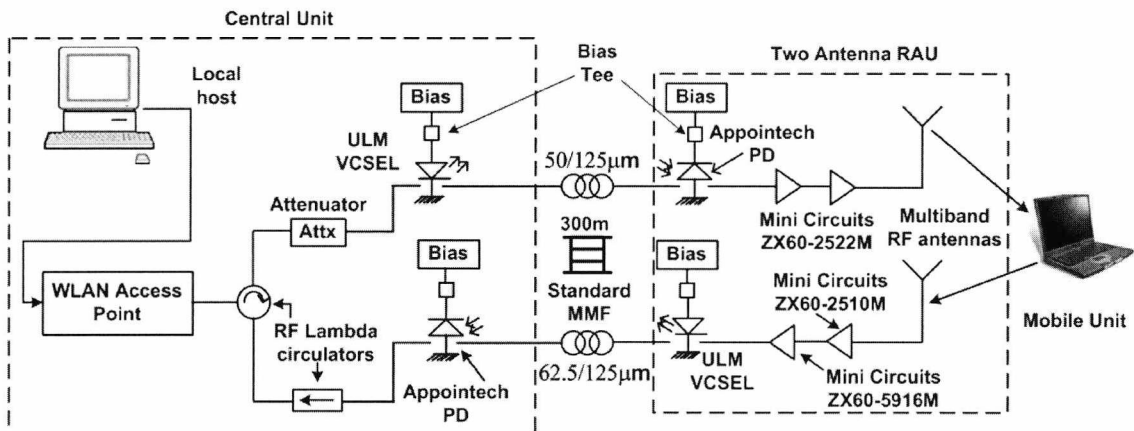 Central Unit
Local
host
Bias
Bias
Tee
Two Antenna RAU
Bias
ULM
VCSEL
50/125μm
Appointech
PD
Attenuator
Attx
Mini Circuits
ZX60-2522M
Multiband
RF antennas
300m
Standard
MMF
Bias
Bias
WLAN Access
Point
RF Lambda
circulators
Mini Circuits
ZX60-2510M
Mobile Unit
Appointech
PD
62.5/125μm
ULM
VCSEL
Mini Circuits
ZX60-5916M